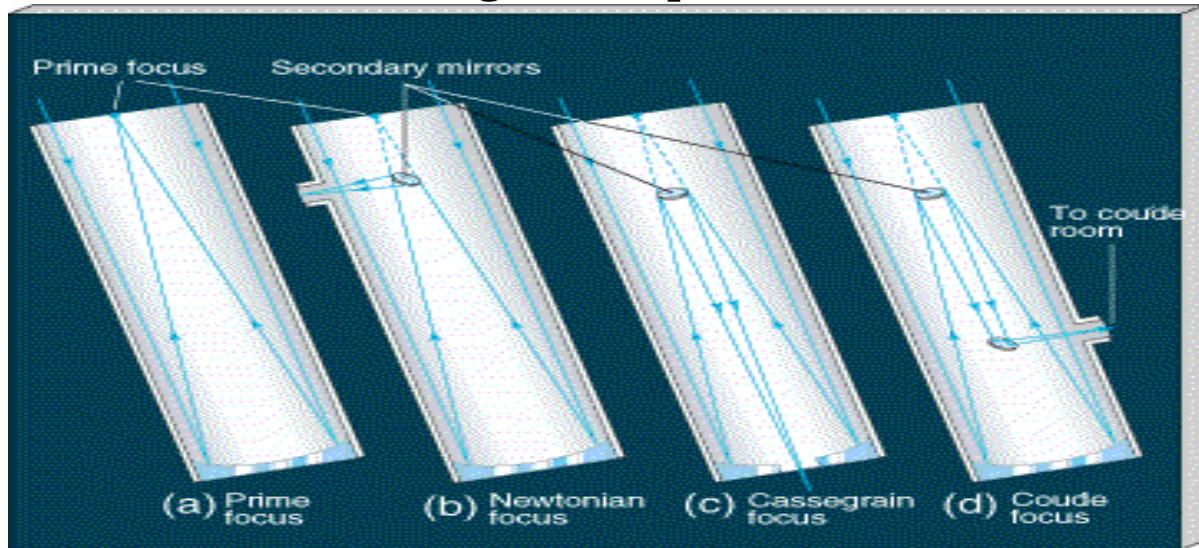 Prime focus
Secondary mirrors
To coude
room
(a) Prime
focus
(b) Newtonian
focus
(c) Cassegrain
focus
(d) Coude
focus